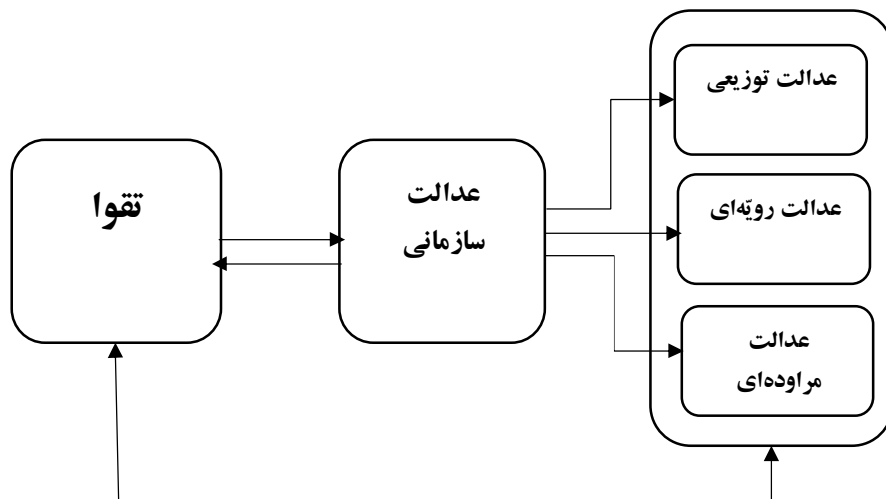 تقوا
عدالت
سازمانی
عدالت توزیعی
عدالت رویّه‌ای
عدالت
مراوده‌ای